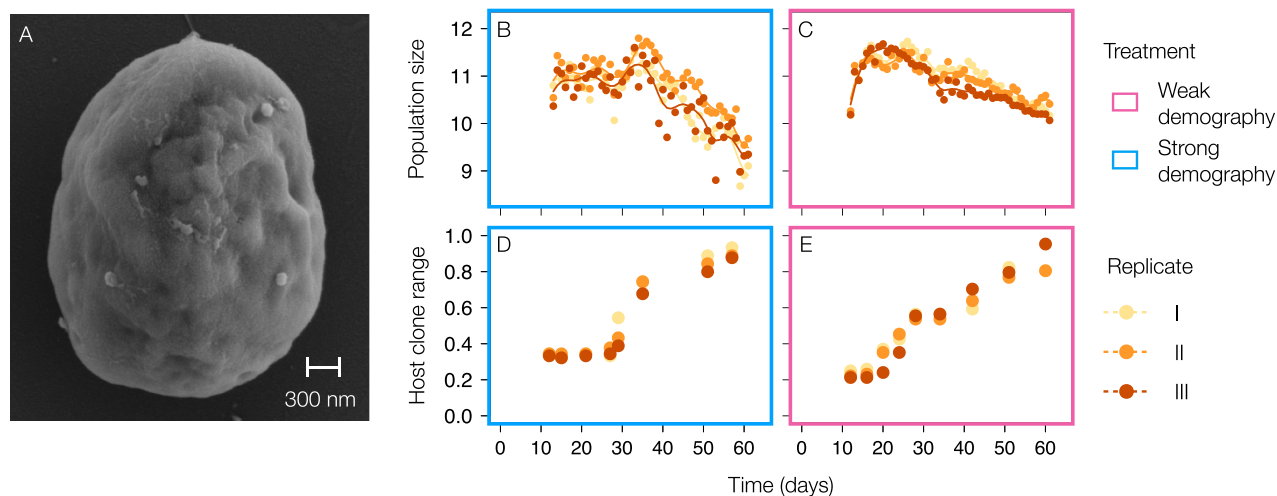 A
300 nm
B
C
Population size
12
11
10
9
D
E
Host clone range
1.0
0.8
0.6
0.4
0.2
0.0
0 10 20 30 40 50 60
0 10 20 30 40 50 60
Time (days)
Treatment
Weak
demography
Strong
demography
Replicate
I
II
III